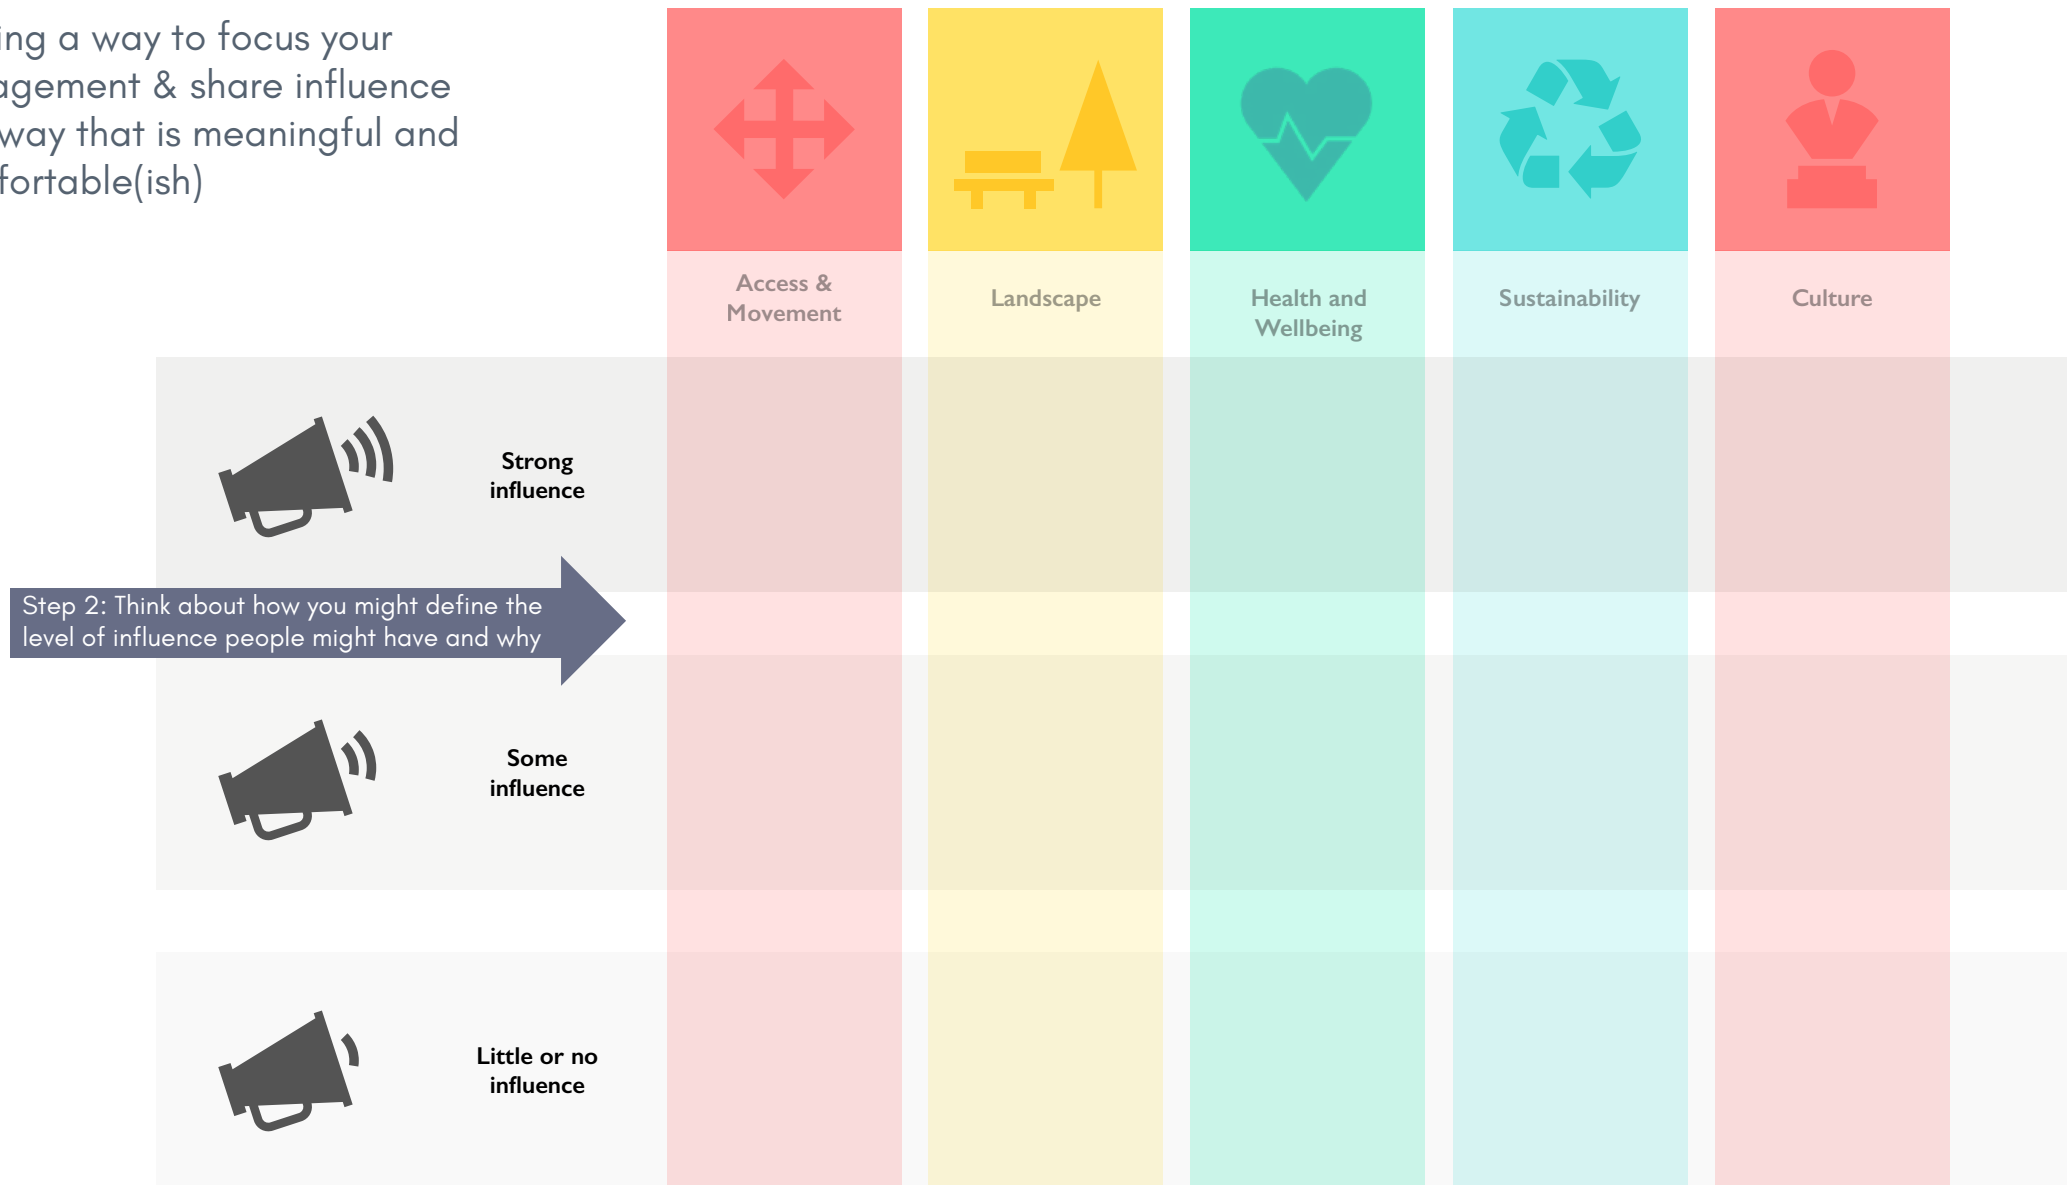 ing a way to focus your
agement & share influence
way that is meaningful and
fortable(ish)
Access &
Movement
Landscape
Health and
Wellbeing
Sustainability
Culture
Strong
influence
Step 2: Think about how you might define the
level of influence people might have and why
Some
influence
Little or no
influence